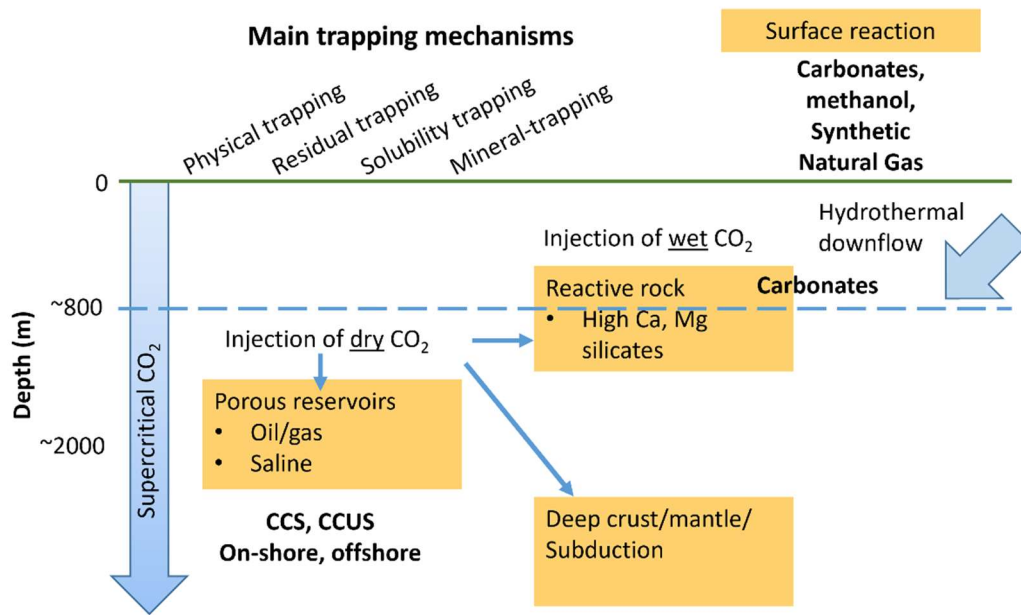 Main trapping mechanisms
Surface reaction
Carbonates,
methanol,
Synthetic
Natural Gas
Physical trapping
Residual trapping
Solubility trapping
Mineral-trapping
0
Hydrothermal
downflow
Injection of wet CO₂
Reactive rock
• High Ca, Mg
silicates
Carbonates
~800
Depth (m)
Supercritical CO₂
Injection of dry CO₂
Porous reservoirs
• Oil/gas
• Saline
~2000
CCS, CCUS
On-shore, offshore
Deep crust/mantle/
Subduction